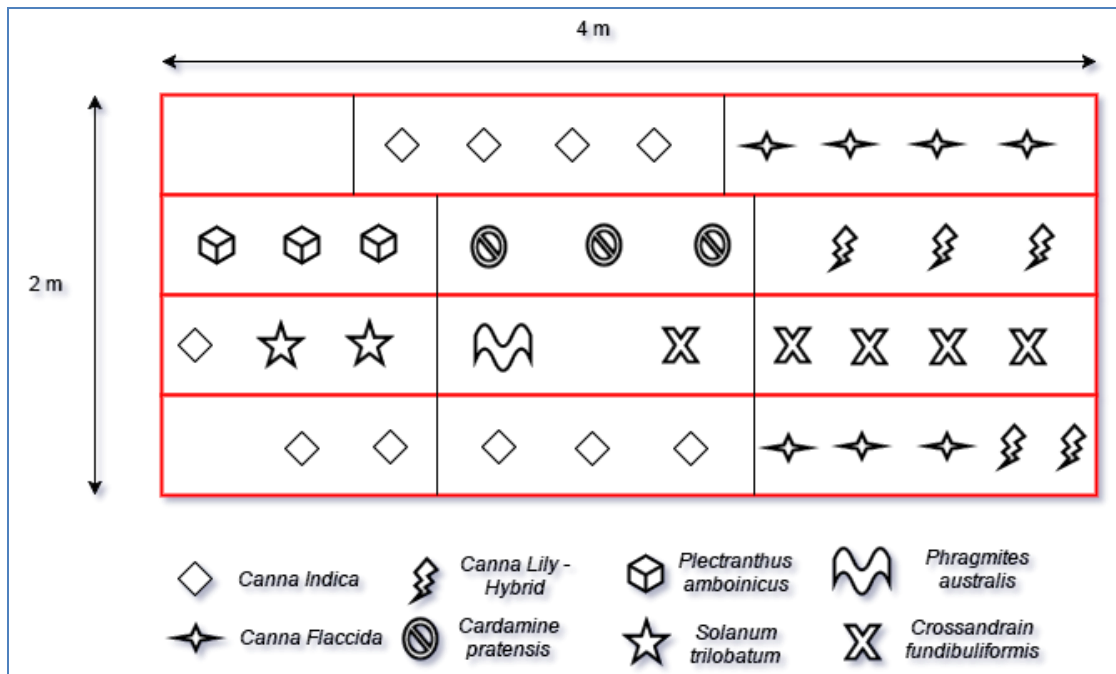 4 m
2 m
Canna Indica
Canna Lily -
Hybrid
Plectranthus
amboinicus
Phragmites
australis
Canna Flaccida
Cardamine
pratensis
Solanum
trilobatum
Crossandrain
fundibuliformis